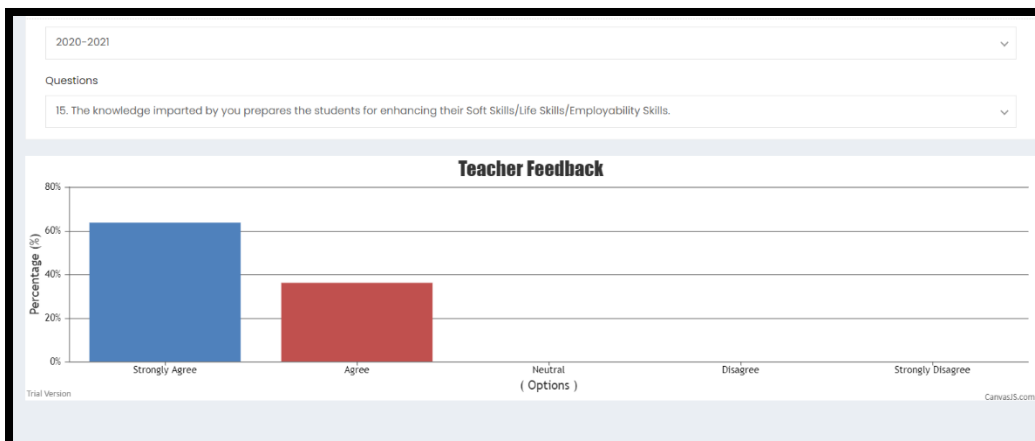 2020-2021
Questions
15. The knowledge imparted by you prepares the students for enhancing their Soft Skills/Life Skills/Employability Skills.
Teacher Feedback
80%
60%
40%
20%
0%
Percentage (%)
Strongly Agree
Agree
Neutral
Disagree
Strongly Disagree
( Options )
Trial Version
CanvasJS.com